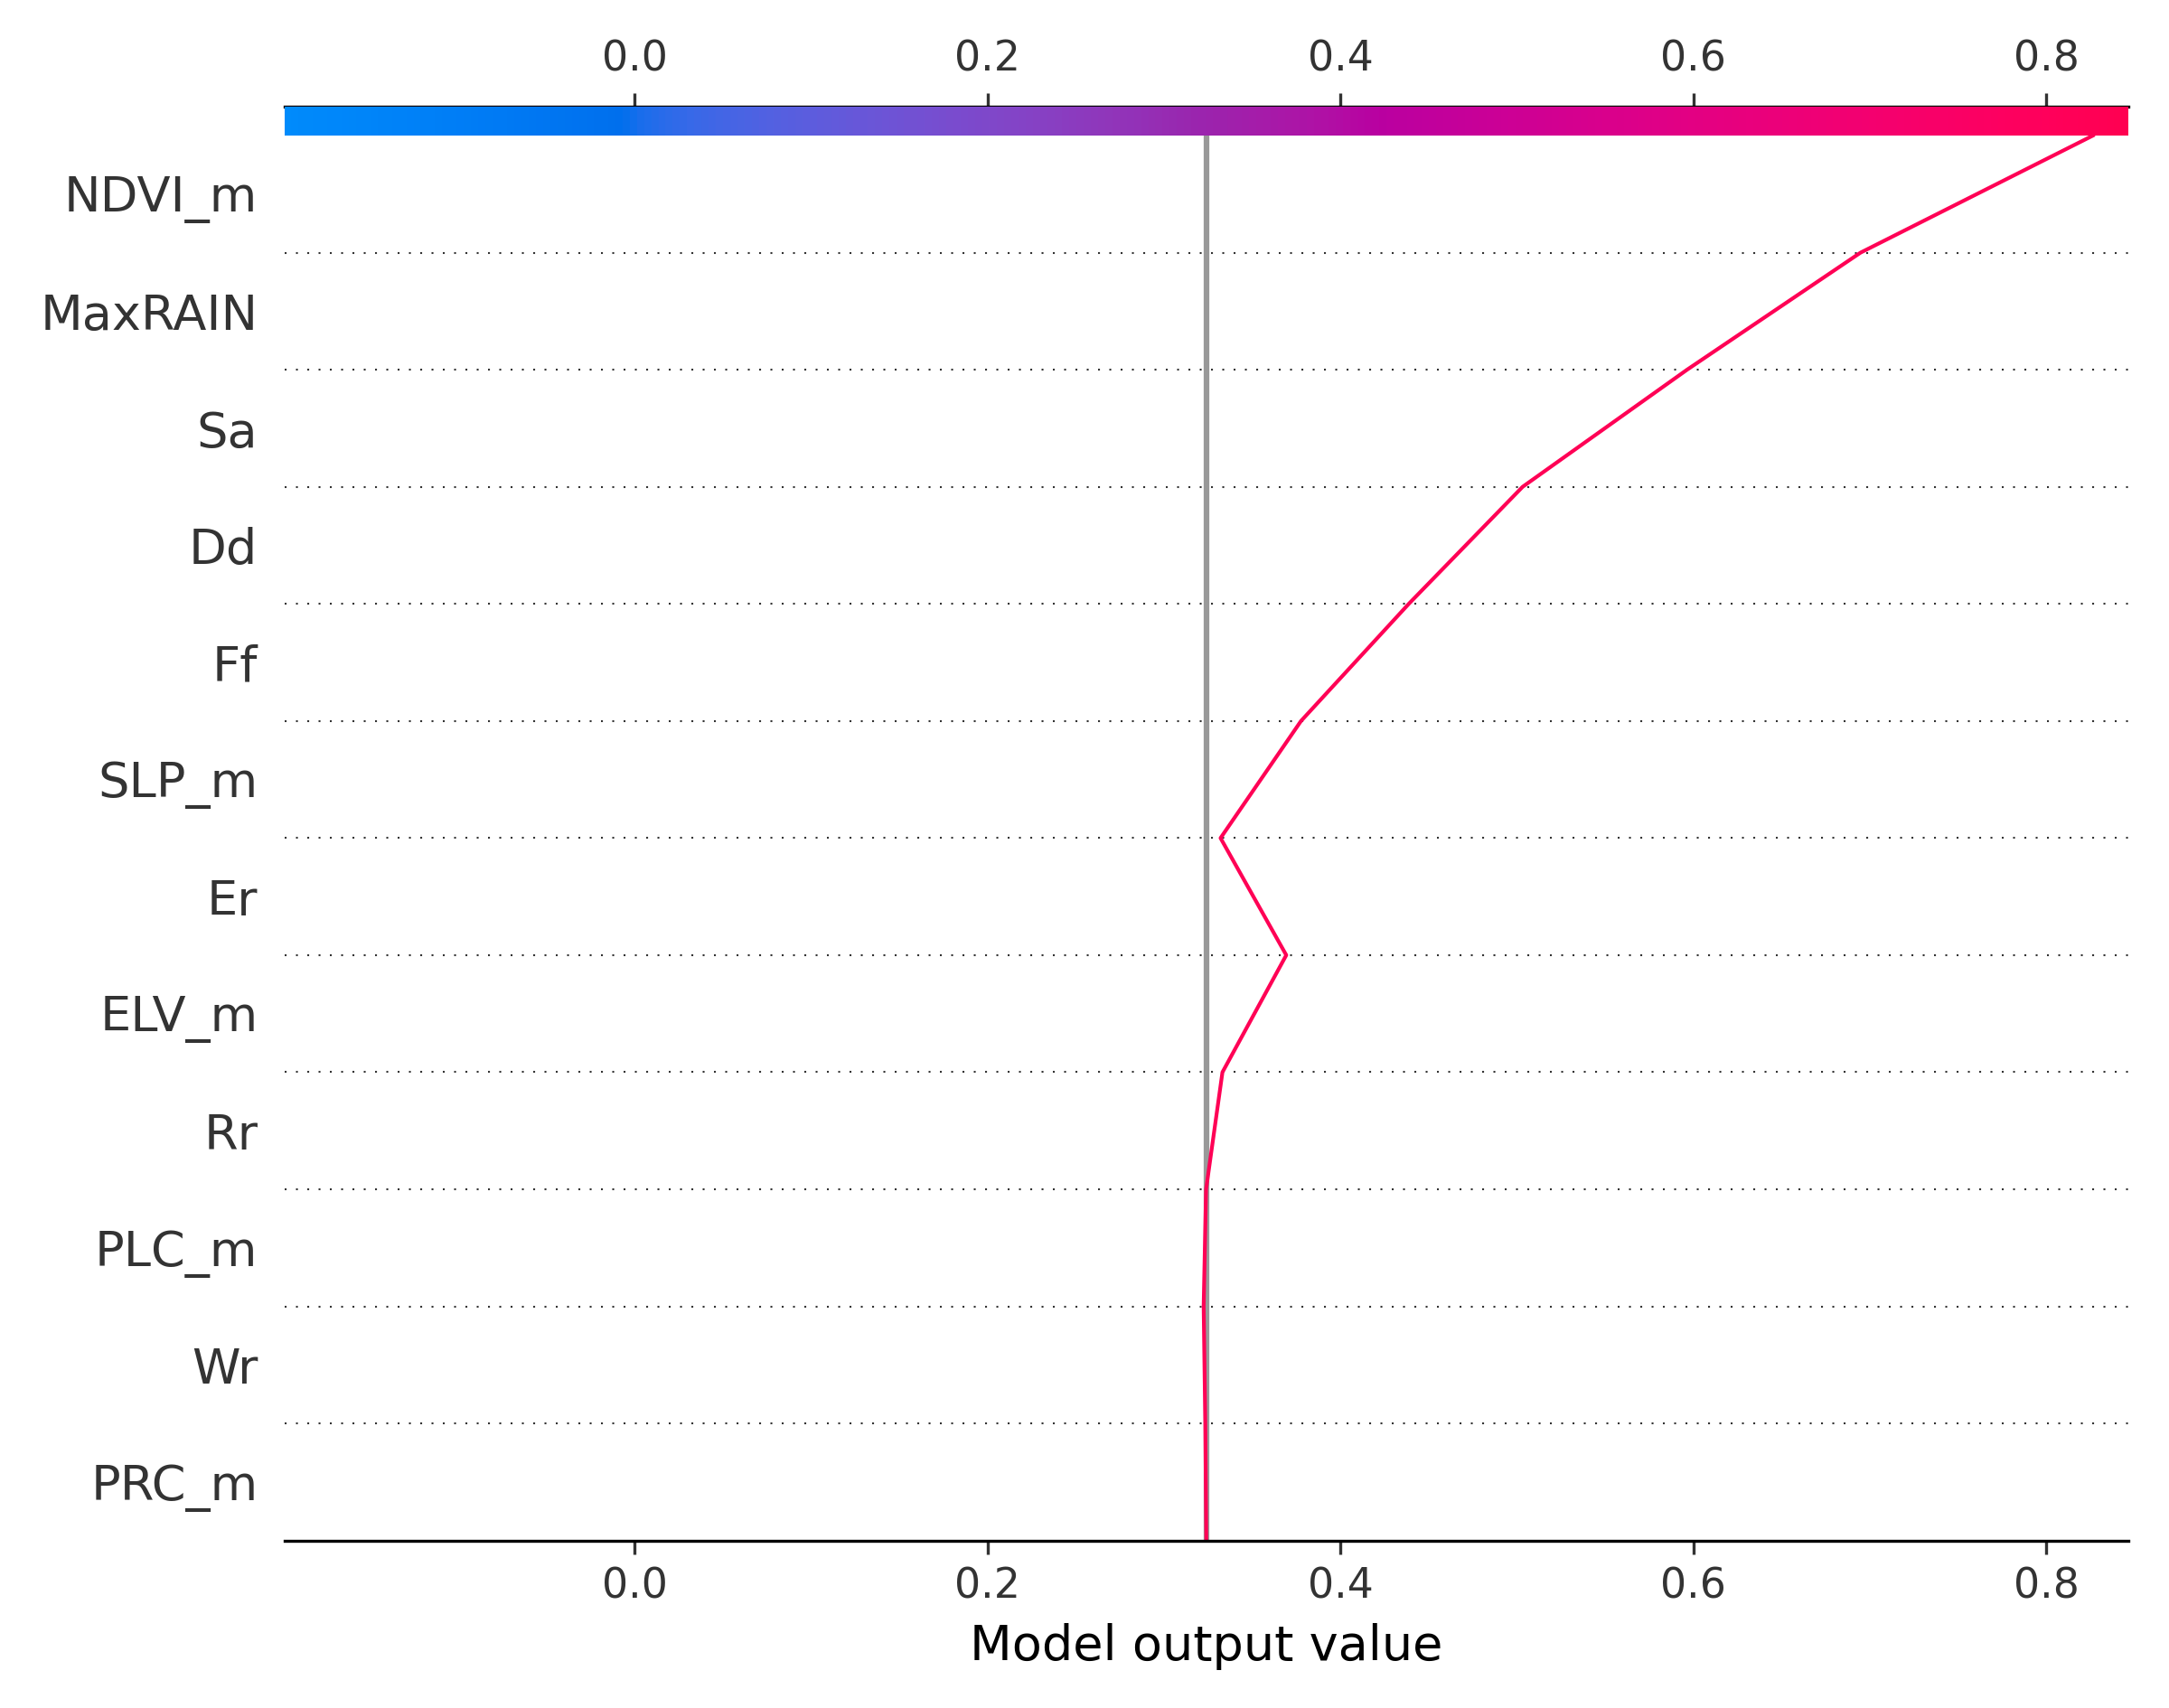 0.0 0.2 0.4 0.6 0.8
NDVI_m
MaxRAIN
Sa
Dd
Ff
SLP_m
Er
ELV_m
Rr
PLC_m
Wr
PRC_m
0.0 0.2 0.4 0.6 0.8
Model output value